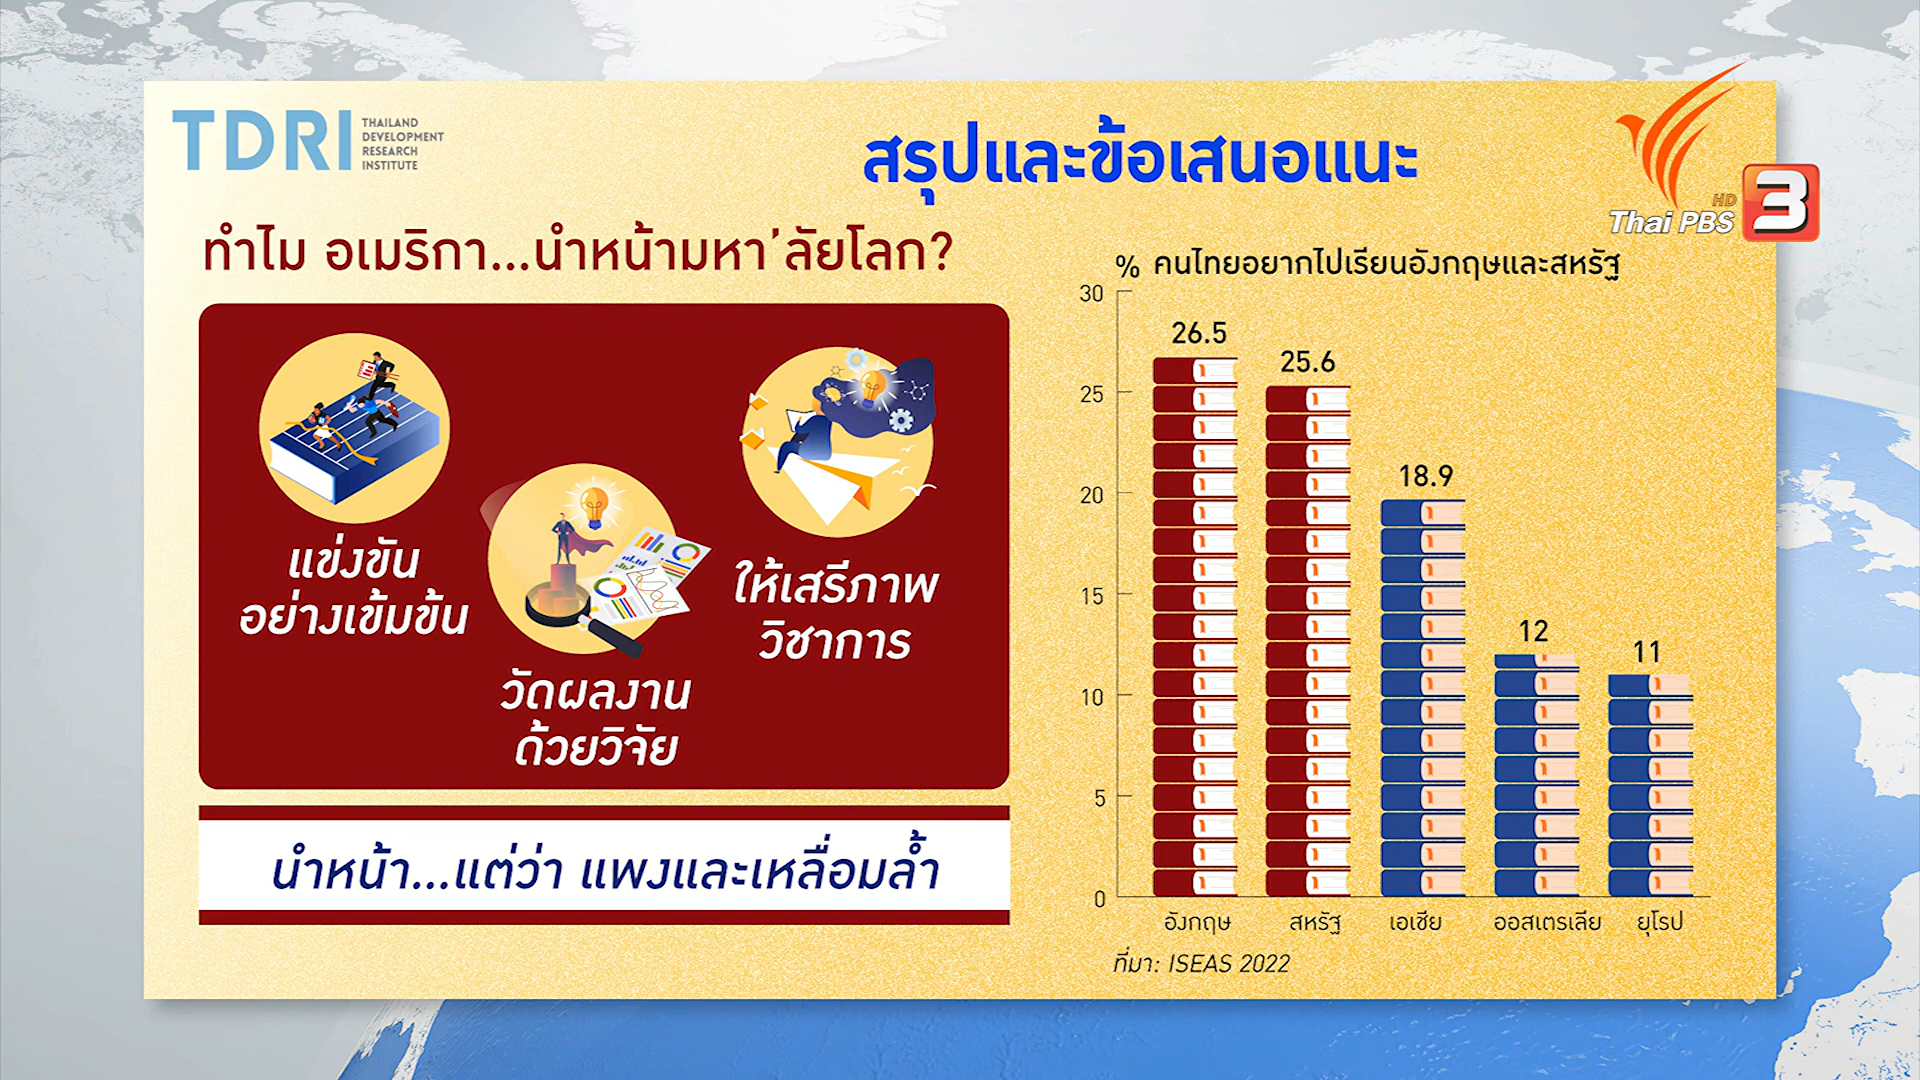 TDRI
THAILAND
DEVELOPMENT
RESEARCH
INSTITUTE
สรุปและข้อเสนอแนะ
HD
Thai PBS
3
ทำไม อเมริกา...นำหน้ามหา'ลัยโลก?
แข่งขัน
อย่างเข้มข้น
วัดผลงาน
ด้วยวิจัย
ให้เสรีภาพ
วิชาการ
นำหน้า...แต่ว่า แพงและเหลื่อมล้ำ
% คนไทยอยากไปเรียนอังกฤษและสหรัฐ
30
25
20
15
10
5
0
26.5
25.6
18.9
12
11
อังกฤษ
สหรัฐ
เอเชีย
ออสเตรเลีย
ยุโรป
ที่มา: ISEAS 2022